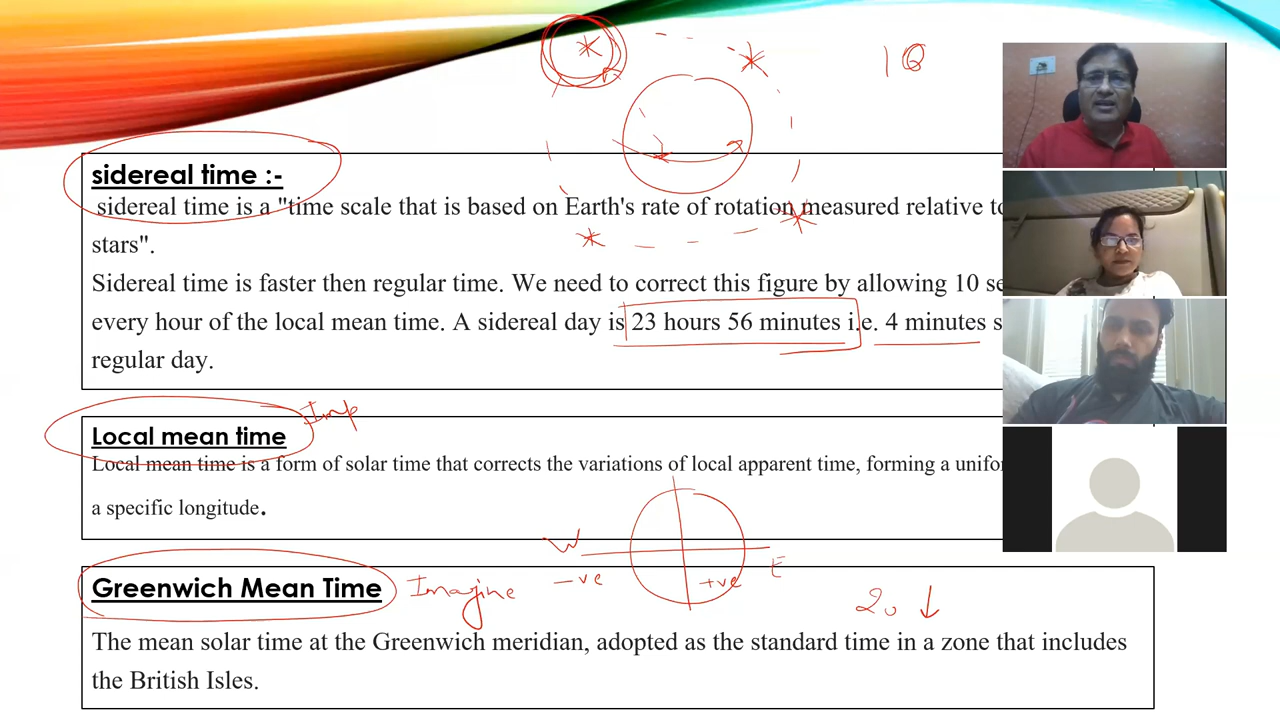 1Q
sidereal time :-
sidereal time is a "time scale that is based on Earth's rate of rotation measured relative to
stars".
Sidereal time is faster then regular time. We need to correct this figure by allowing 10 se
every hour of the local mean time. A sidereal day is 23 hours 56 minutes i.e. 4 minutes s
regular day.
Imp
Local mean time
Local mean time is a form of solar time that corrects the variations of local apparent time, forming a unifor
a specific longitude.
W E
-ve +ve
Greenwich Mean Time Imagine
20 ↓
The mean solar time at the Greenwich meridian, adopted as the standard time in a zone that includes
the British Isles.